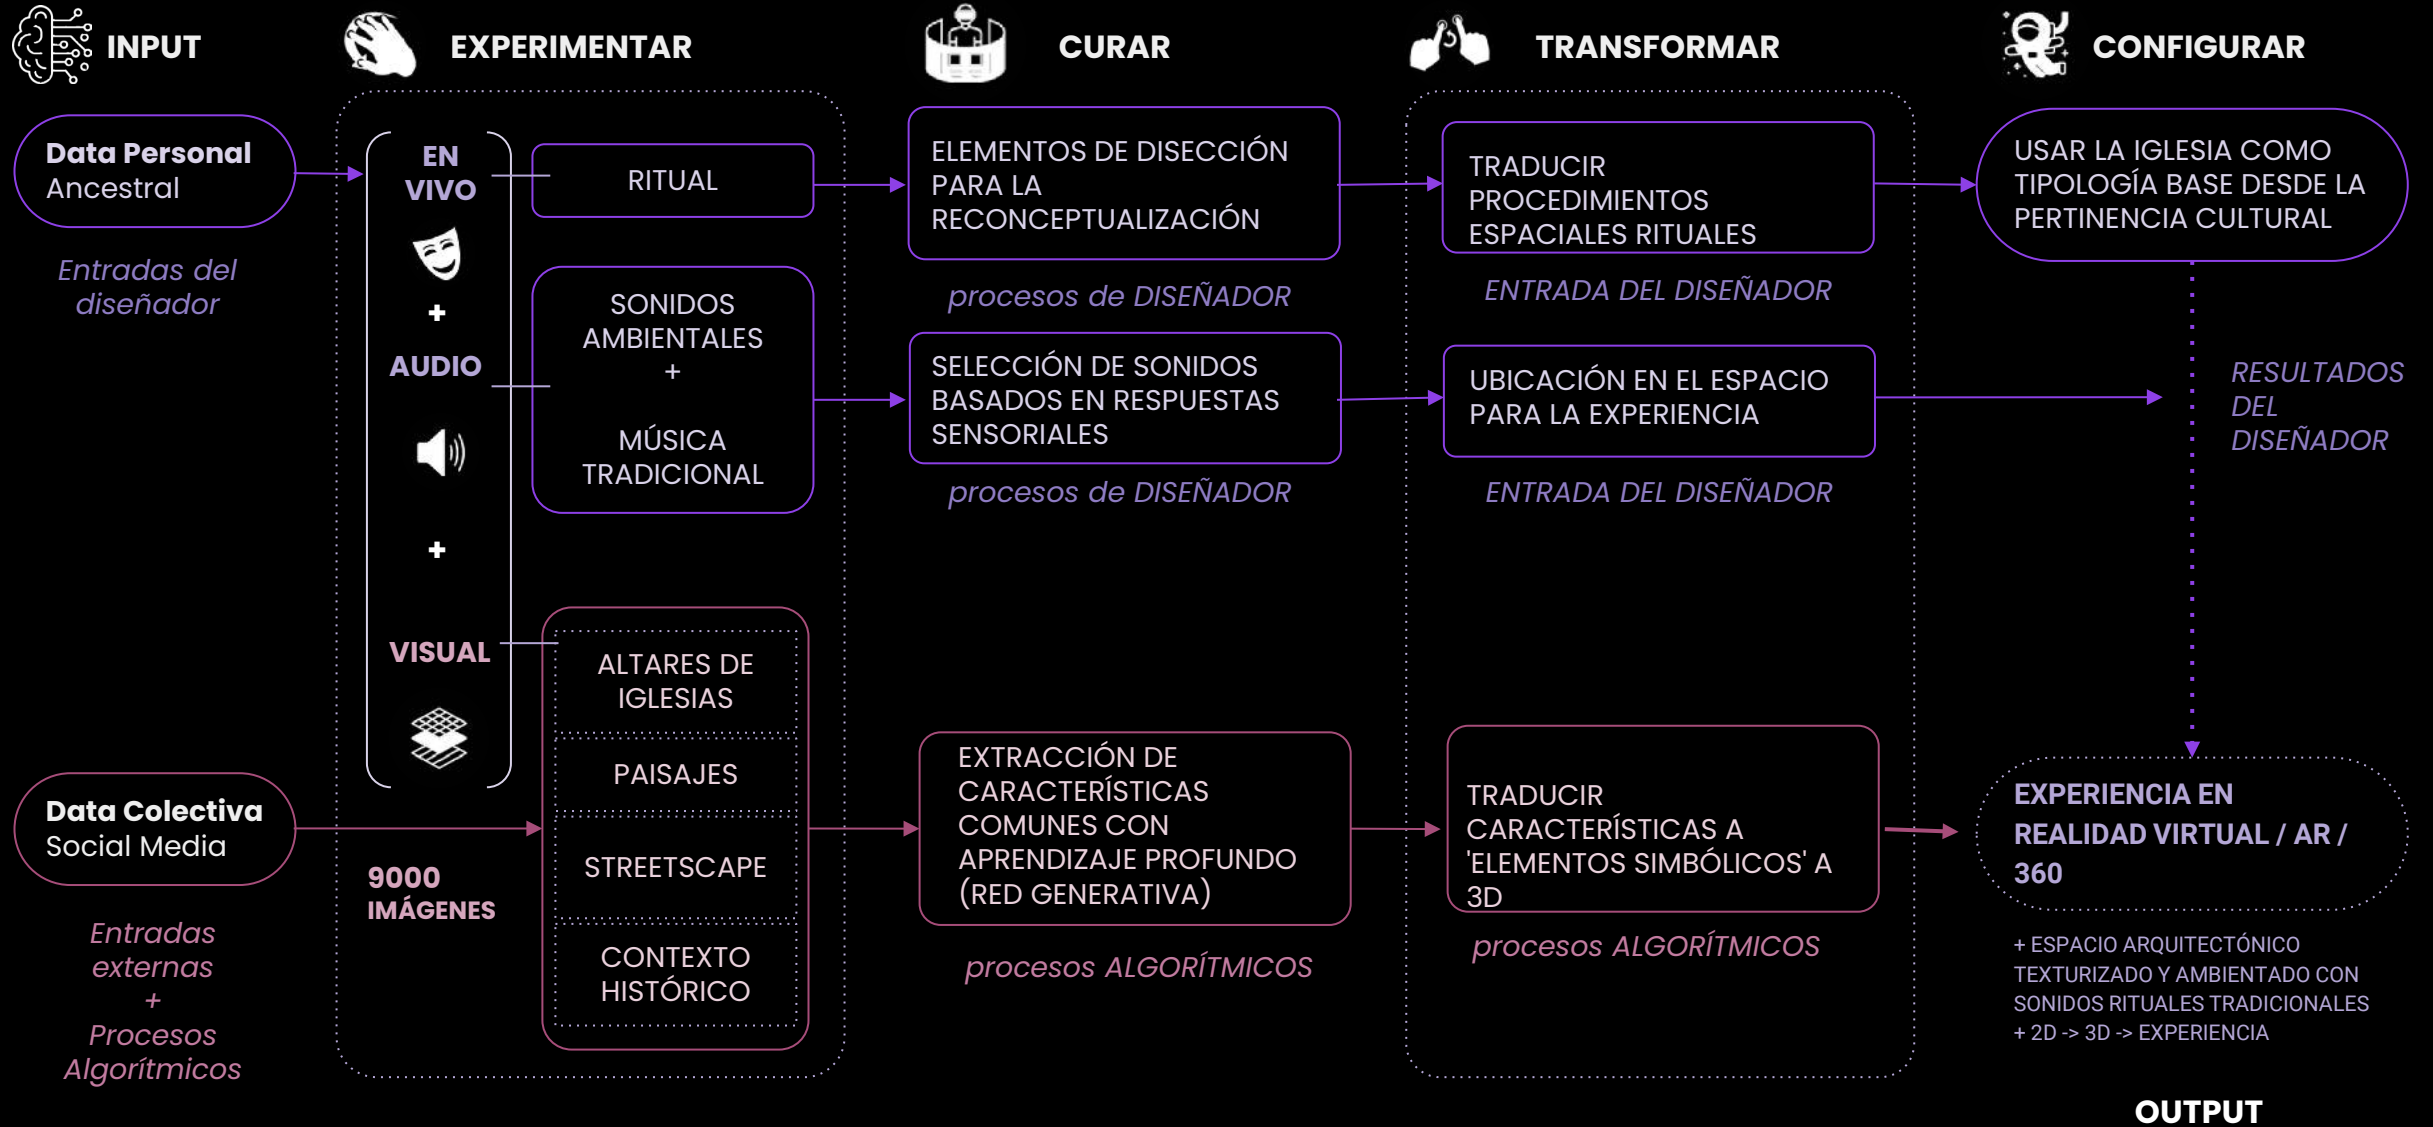 INPUT
EXPERIMENTAR
CURAR
TRANSFORMAR
CONFIGURAR
Data Personal
Ancestral
Entradas del
diseñador
EN
VIVO
+
AUDIO
+
VISUAL
RITUAL
SONIDOS
AMBIENTALES
+
MÚSICA
TRADICIONAL
ELEMENTOS DE DISECCIÓN
PARA LA
RECONCEPTUALIZACIÓN
procesos de DISEÑADOR
SELECCIÓN DE SONIDOS
BASADOS EN RESPUESTAS
SENSORIALES
procesos de DISEÑADOR
TRADUCIR
PROCEDIMIENTOS
ESPACIALES RITUALES
ENTRADA DEL DISEÑADOR
UBICACIÓN EN EL ESPACIO
PARA LA EXPERIENCIA
ENTRADA DEL DISEÑADOR
USAR LA IGLESIA COMO
TIPOLOGÍA BASE DESDE LA
PERTINENCIA CULTURAL
RESULTADOS
DEL
DISEÑADOR
Data Colectiva
Social Media
Entradas
externas
+
Procesos
Algorítmicos
9000
IMÁGENES
ALTARES DE
IGLESIAS
PAISAJES
STREETSCAPE
CONTEXTO
HISTÓRICO
EXTRACCIÓN DE
CARACTERÍSTICAS
COMUNES CON
APRENDIZAJE PROFUNDO
(RED GENERATIVA)
procesos ALGORÍTMICOS
TRADUCIR
CARACTERÍSTICAS A
'ELEMENTOS SIMBÓLICOS' A
3D
procesos ALGORÍTMICOS
EXPERIENCIA EN
REALIDAD VIRTUAL / AR /
360
+ ESPACIO ARQUITECTÓNICO
TEXTURIZADO Y AMBIENTADO CON
SONIDOS RITUALES TRADICIONALES
+ 2D -> 3D -> EXPERIENCIA
OUTPUT